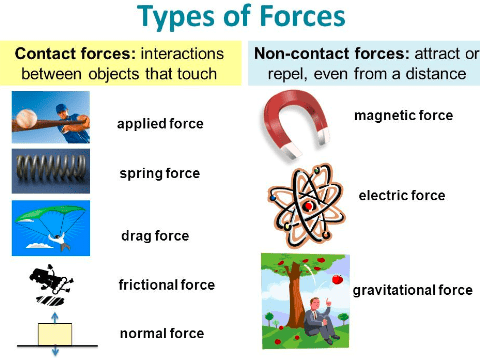 Types of Forces
Contact forces: interactions
between objects that touch
applied force
spring force
drag force
frictional force
normal force
Non-contact forces: attract or
repel, even from a distance
magnetic force
electric force
gravitational force